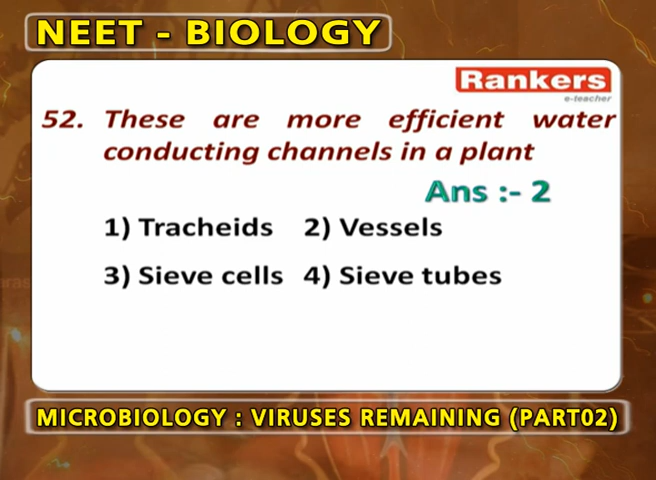 NEET - BIOLOGY
Rankers
e-teacher
52. These are more efficient water
conducting channels in a plant
Ans :- 2
1) Tracheids 2) Vessels
3) Sieve cells 4) Sieve tubes
MICROBIOLOGY : VIRUSES REMAINING (PART02)